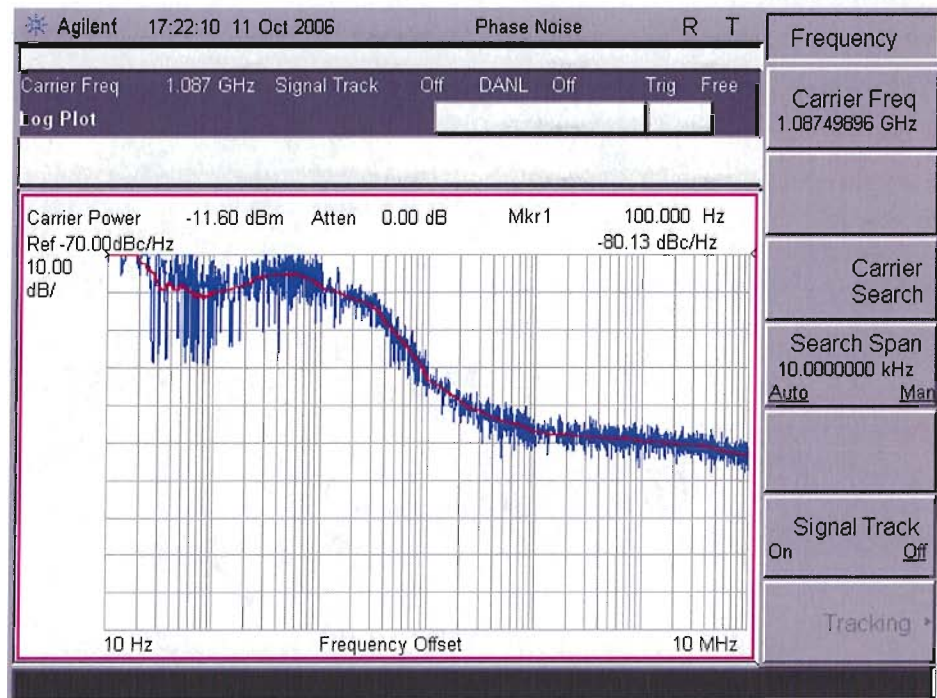 Agilent 17:22:10 11 Oct 2006 Phase Noise R T
Carrier Freq 1.087 GHz Signal Track Off DANL Off Trig Free
Log Plot
Carrier Power -11.60 dBm Atten 0.00 dB Mkr1 100.000 Hz
Ref -70.00dBc/Hz -80.13 dBc/Hz
10.00
dB/
10 Hz Frequency Offset 10 MHz
Frequency
Carrier Freq
1.08749896 GHz
Carrier
Search
Search Span
10.0000000 kHz
Auto Man
Signal Track
On Off
Tracking